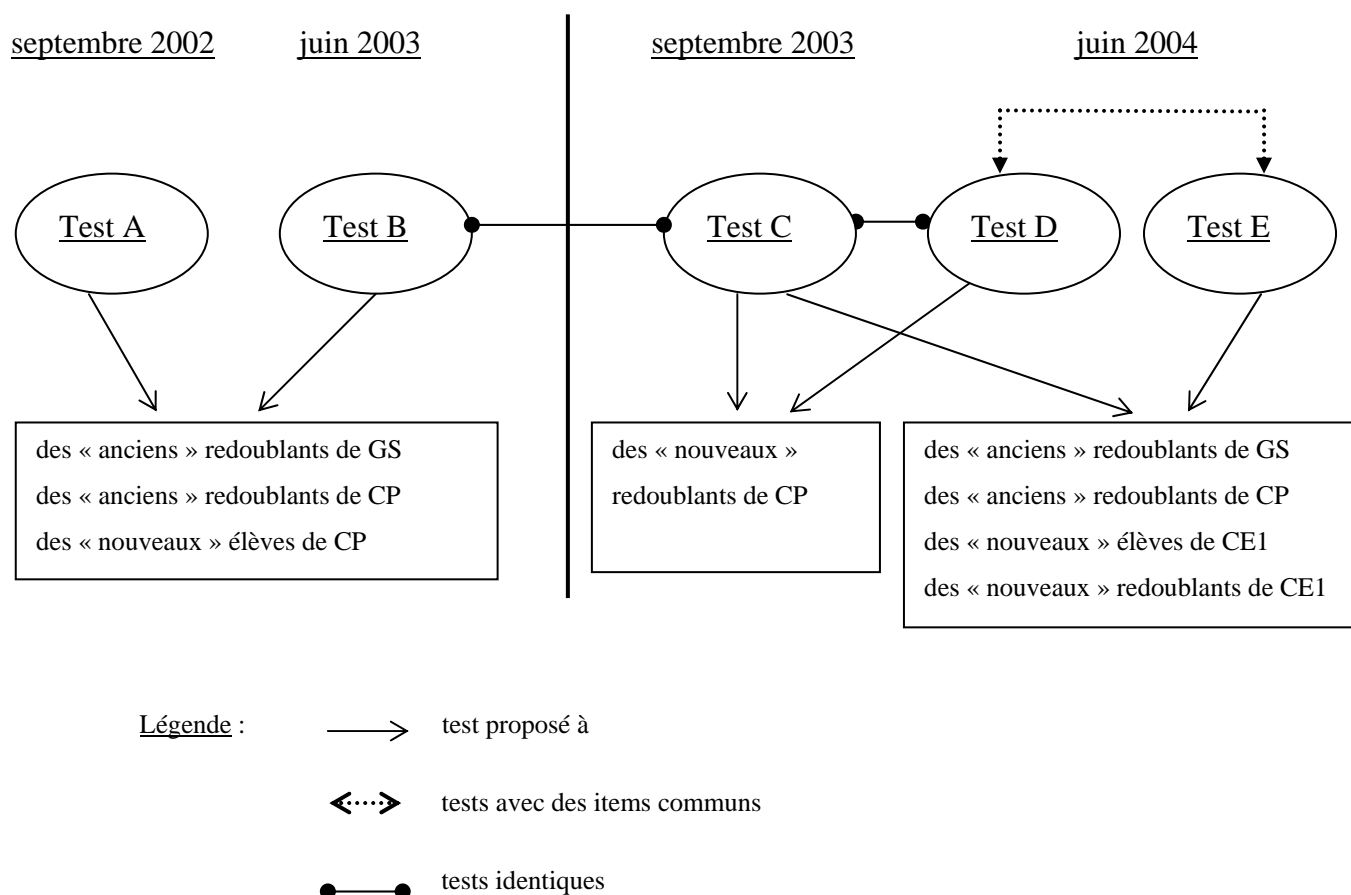 septembre 2002 juin 2003 septembre 2003 juin 2004
Test A Test B Test C Test D Test E
des « anciens » redoublants de GS
des « anciens » redoublants de CP
des « nouveaux » élèves de CP
des « nouveaux »
redoublants de CP
des « anciens » redoublants de GS
des « anciens » redoublants de CP
des « nouveaux » élèves de CE1
des « nouveaux » redoublants de CE1
Légende : test proposé à
tests avec des items communs
tests identiques